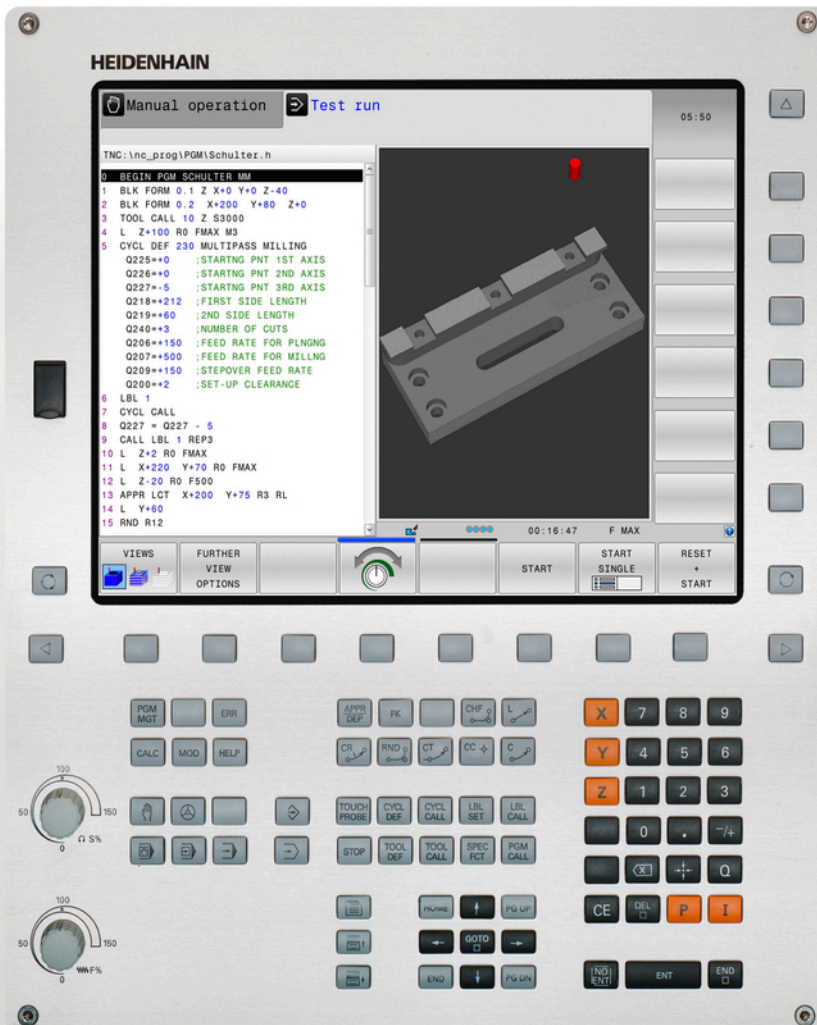 HEIDENHAIN
Manual operation
Test run
05:50
TNC:\nc_prog\PGM\Schulter.h
0 BEGIN PGM SCHULTER MM
1 BLK FORM 0.1 Z X+0 Y+0 Z-40
2 BLK FORM 0.2 X+200 Y+80 Z+0
3 TOOL CALL 10 Z S3000
4 L Z+100 R0 FMAX M3
5 CYCL DEF 230 MULTIPASS MILLING
Q225=+0 ;STARTNG PNT 1ST AXIS
Q226=+0 ;STARTNG PNT 2ND AXIS
Q227=-5 ;STARTNG PNT 3RD AXIS
Q218=+212 ;FIRST SIDE LENGTH
Q219=+60 ;2ND SIDE LENGTH
Q240=+3 ;NUMBER OF CUTS
Q206=+150 ;FEED RATE FOR PLNGNG
Q207=+500 ;FEED RATE FOR MILLNG
Q209=+150 ;STEPOVER FEED RATE
Q200=+2 ;SET-UP CLEARANCE
6 LBL 1
7 CYCL CALL
8 Q227 = Q227 - 5
9 CALL LBL 1 REP3
10 L Z+2 R0 FMAX
11 L X+220 Y+70 R0 FMAX
12 L Z-20 R0 F500
13 APPR LCT X+200 Y+75 R3 RL
14 L Y+60
15 RND R12
00:16:47 F MAX
VIEWS
FURTHER
VIEW
OPTIONS
START
START
SINGLE
RESET
+
START
PGM
MGT
ERR
CALC MOD HELP
APPR
DEP
FK
CHF
L
CR
RND
CT
CC
C
TOUCH
PROBE
CYCL
DEF
CYCL
CALL
LBL
SET
LBL
CALL
STOP
TOOL
DEF
TOOL
CALL
SPEC
FCT
PGM
CALL
HOME
PG UP
GOTO
END
PG DN
X 7 8 9
Y 4 5 6
Z 1 2 3
0 . -/+
X
Q
CE
DEL
P I
NO
ENT
ENT
END
100
50
150
0
S%
100
50
150
0
F%